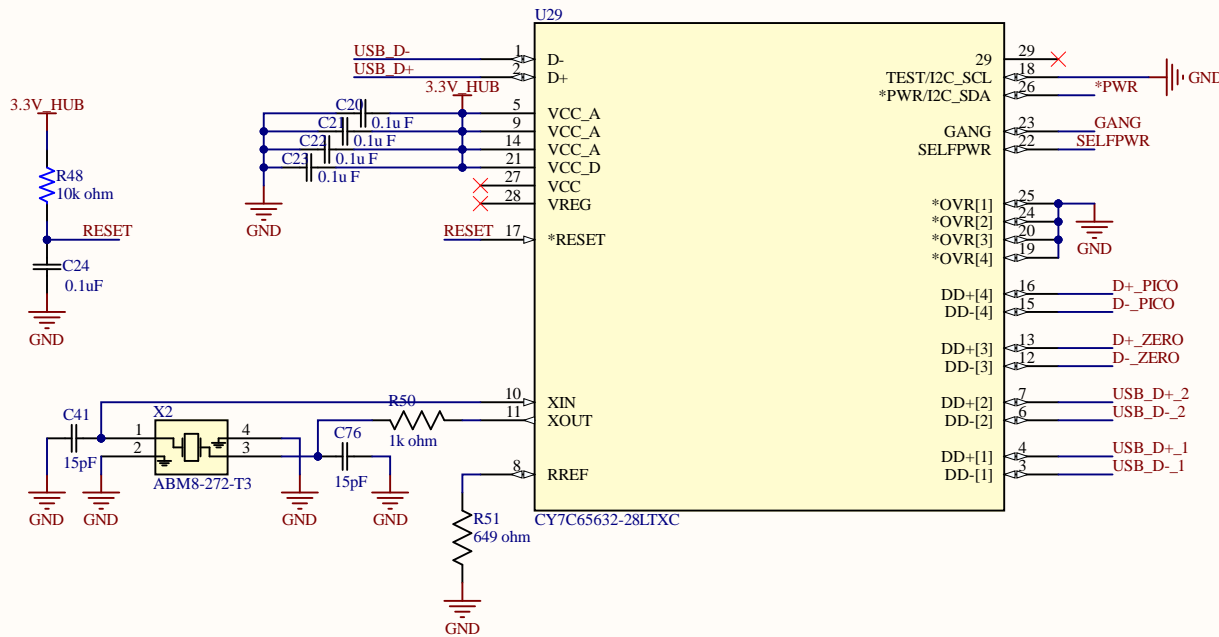 U29
USB_D-
1
D-
USB_D+
2
D+
29
29
TEST/I2C_SCL
18
GND
*PWR/I2C_SDA
26
*PWR
3.3V_HUB
3.3V_HUB
C20
0.1u F
5
VCC_A
C21
0.1u F
9
VCC_A
C22
0.1u F
14
VCC_A
C23
0.1u F
21
VCC_D
27
VCC
28
VREG
GND
GANG
23
GANG
SELFPWR
22
SELFPWR
R48
10k ohm
RESET
C24
0.1uF
GND
RESET
17
*RESET
*OVR[1]
25
*OVR[2]
24
*OVR[3]
20
*OVR[4]
19
GND
DD+[4]
16
D+_PICO
DD-[4]
15
D-_PICO
DD+[3]
13
D+_ZERO
DD-[3]
12
D-_ZERO
DD+[2]
7
USB_D+_2
DD-[2]
6
USB_D-_2
DD+[1]
4
USB_D+_1
DD-[1]
3
USB_D-_1
10
XIN
R50
1k ohm
11
XOUT
C41
15pF
X2
1
2
4
3
ABM8-272-T3
C76
15pF
GND
GND
GND
GND
8
RREF
R51
649 ohm
GND
CY7C65632-28LTXC